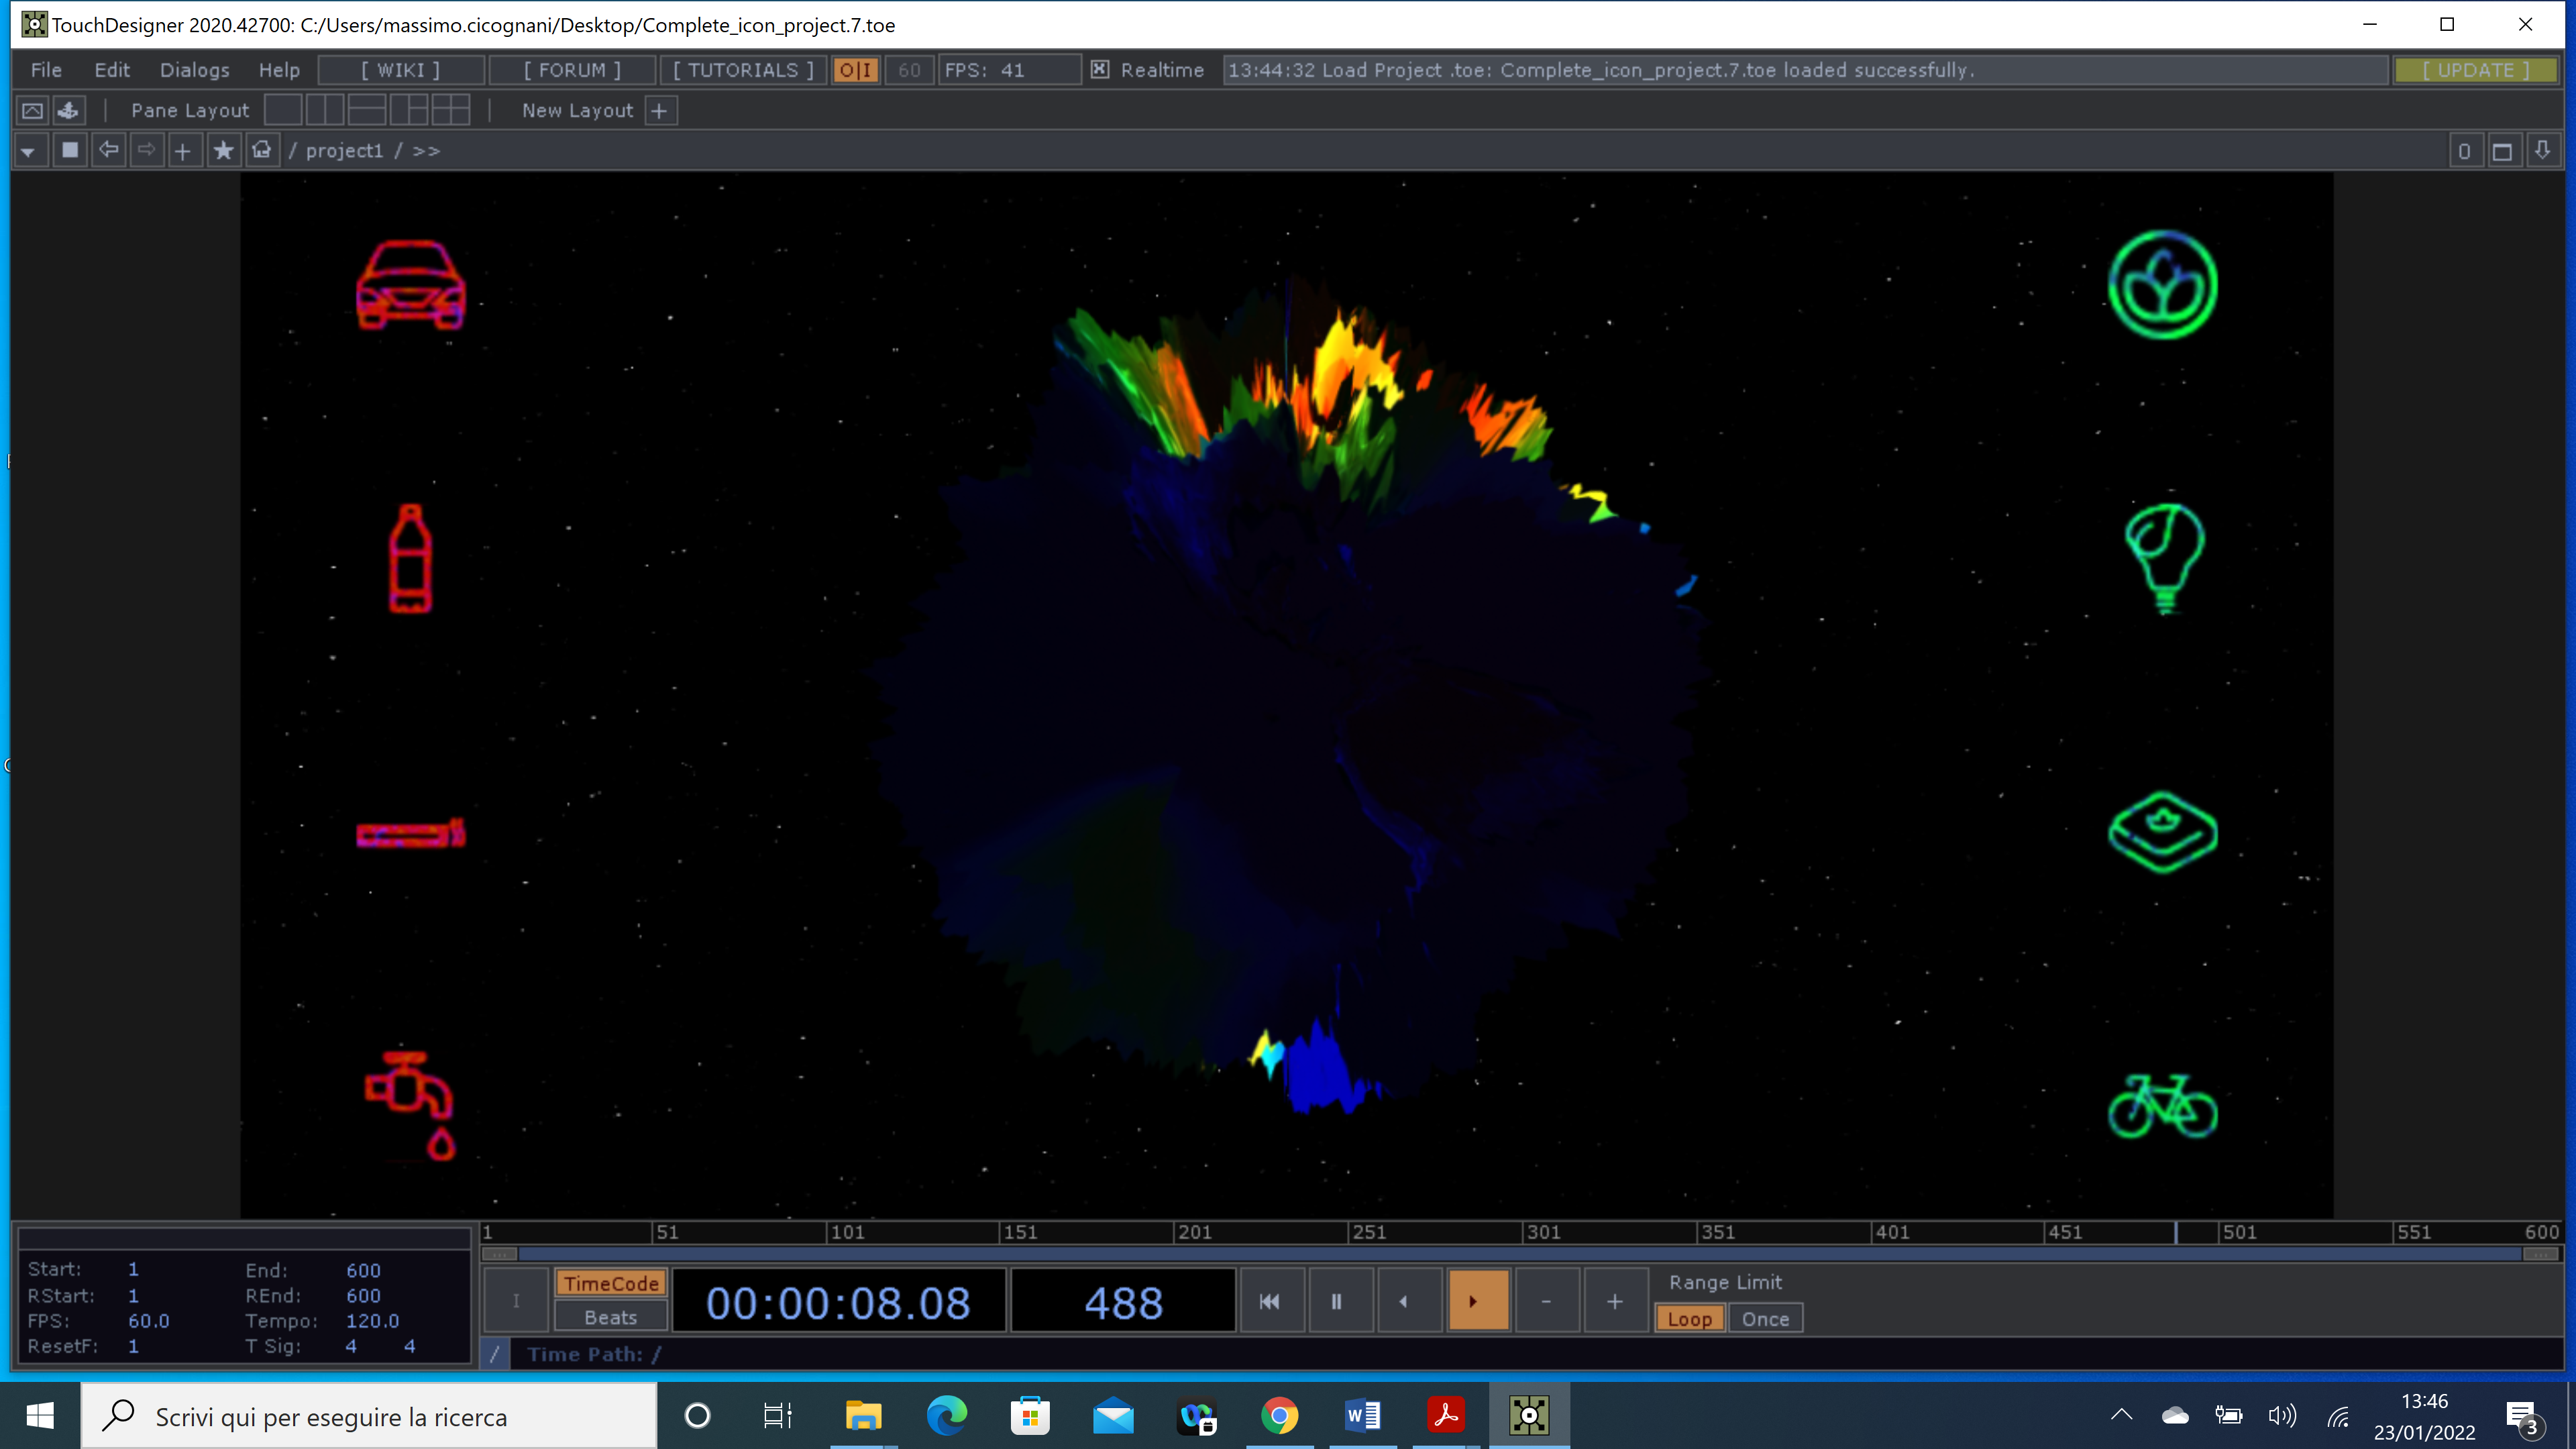 TouchDesigner 2020.42700: C:/Users/massimo.cicognani/Desktop/Complete_icon_project.7.toe
File Edit Dialogs Help [ WIKI ] [ FORUM ] [ TUTORIALS ] O|I 60 FPS: 41 Realtime 13:44:32 Load Project .toe: Complete_icon_project.7.toe loaded successfully. [ UPDATE ]
Pane Layout New Layout +
/ project1 / >> 0
1 51 101 151 201 251 301 351 401 451 501 551 600
Start: 1 End: 600
RStart: 1 REnd: 600
FPS: 60.0 Tempo: 120.0
ResetF: 1 T Sig: 4 4
I TimeCode Beats 00:00:08.08 488 - + Range Limit
Loop Once
/ Time Path: /
Scrivi qui per eseguire la ricerca
13:46
23/01/2022
3